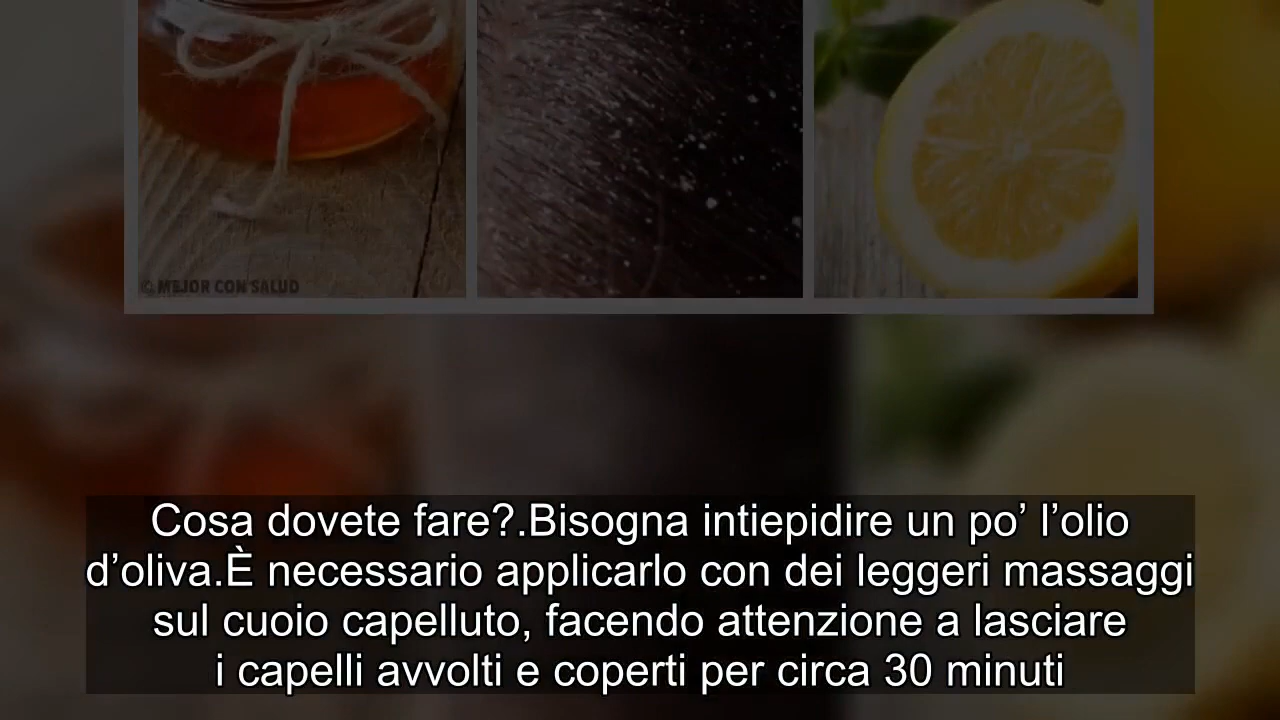 © MEJOR CON SALUD
Cosa dovete fare?.Bisogna intiepidire un po’ l’olio
d’oliva.È necessario applicarlo con dei leggeri massaggi
sul cuoio capelluto, facendo attenzione a lasciare
i capelli avvolti e coperti per circa 30 minuti